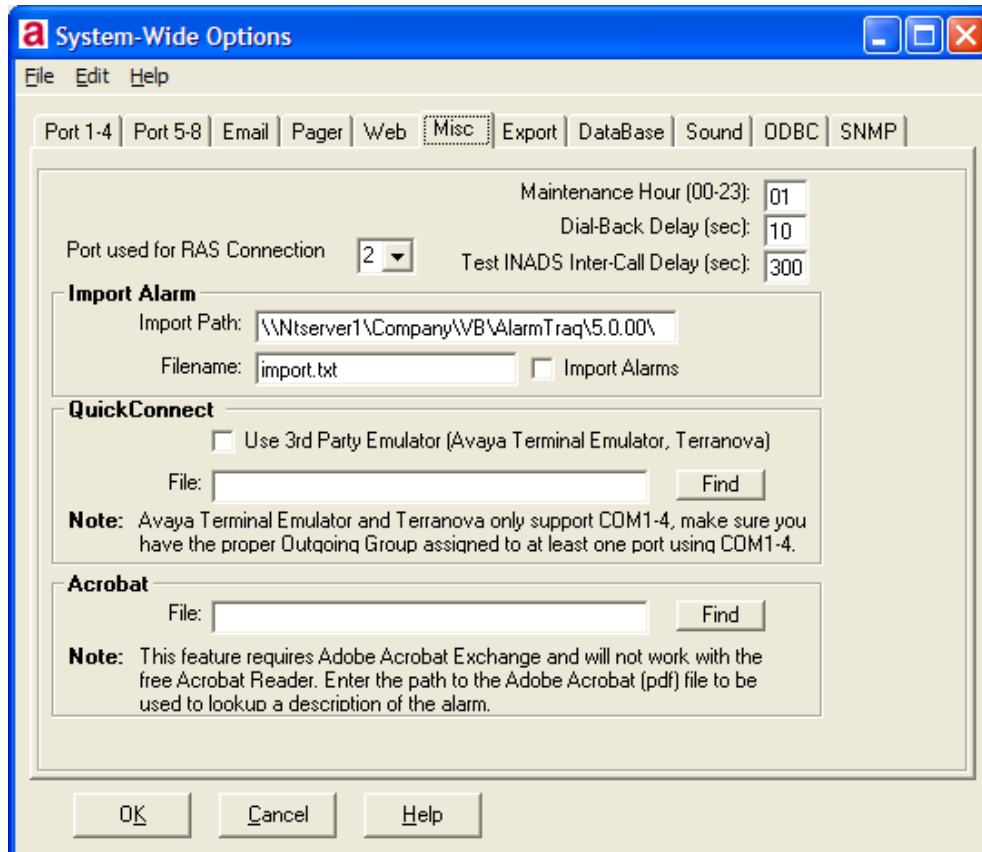 a System-Wide Options
File Edit Help
Port 1-4 Port 5-8 Email Pager Web Misc Export DataBase Sound ODBC SNMP
Maintenance Hour (00-23): 01
Dial-Back Delay (sec): 10
Port used for RAS Connection 2
Test INADS Inter-Call Delay (sec): 300
Import Alarm
Import Path: \\Ntserver1\Company\VB\AlarmTraq\5.0.00\
Filename: import.txt Import Alarms
QuickConnect
Use 3rd Party Emulator (Avaya Terminal Emulator, Terranova)
File: Find
Note: Avaya Terminal Emulator and Terranova only support COM1-4, make sure you
have the proper Outgoing Group assigned to at least one port using COM1-4.
Acrobat
File: Find
Note: This feature requires Adobe Acrobat Exchange and will not work with the
free Acrobat Reader. Enter the path to the Adobe Acrobat (pdf) file to be
used to lookup a description of the alarm.
OK Cancel Help